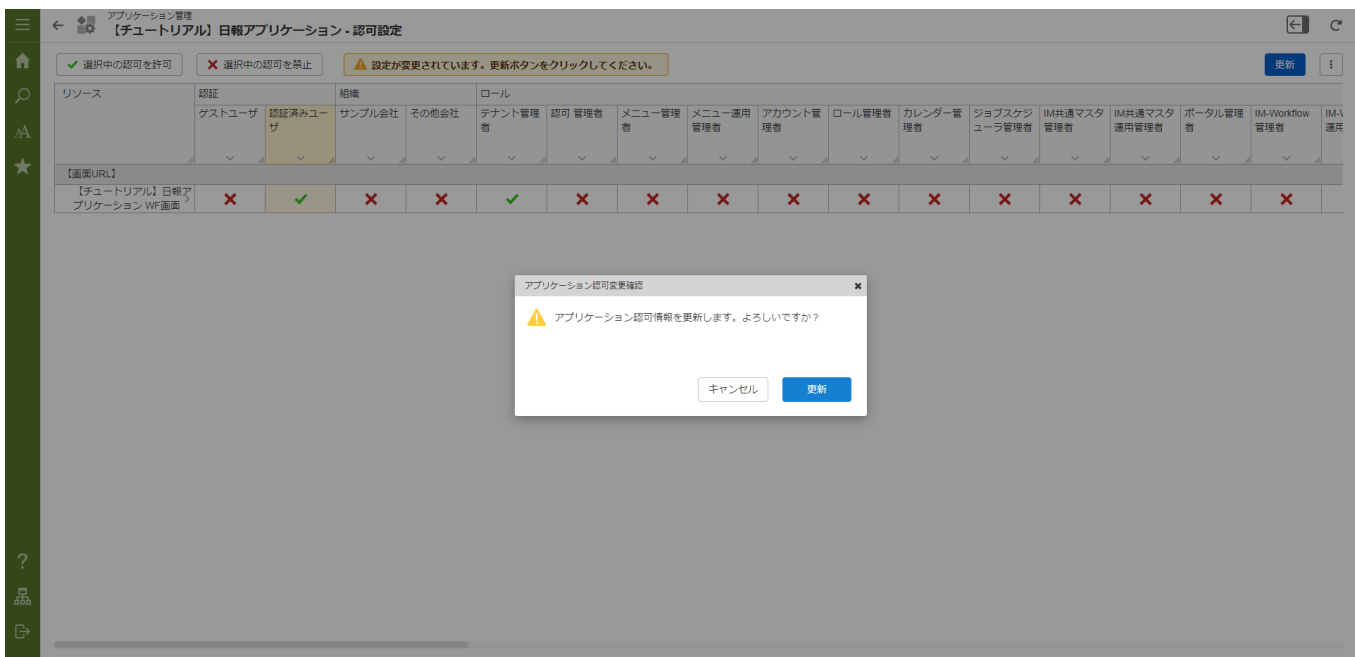 アプリケーション管理
【チュートリアル】日報アプリケーション - 認可設定
選択中の認可を許可
選択中の認可を禁止
設定が変更されています。更新ボタンをクリックしてください。
更新
リソース
認証
組織
ロール
ゲストユーザ
認証済みユー
ザ
サンプル会社
その他会社
テナント管理
者
認可 管理者
メニュー管理
者
メニュー運用
管理者
アカウント管
理者
ロール管理者
カレンダー管
理者
ジョブスケジ
ューラ管理者
IM共通マスタ
管理者
IM共通マスタ
運用管理者
ポータル管理
者
IM-Workflow
管理者
【画面URL】
【チュートリアル】日報ア
プリケーション WF画面
アプリケーション認可変更確認
アプリケーション認可情報を更新します。よろしいですか？
キャンセル
更新